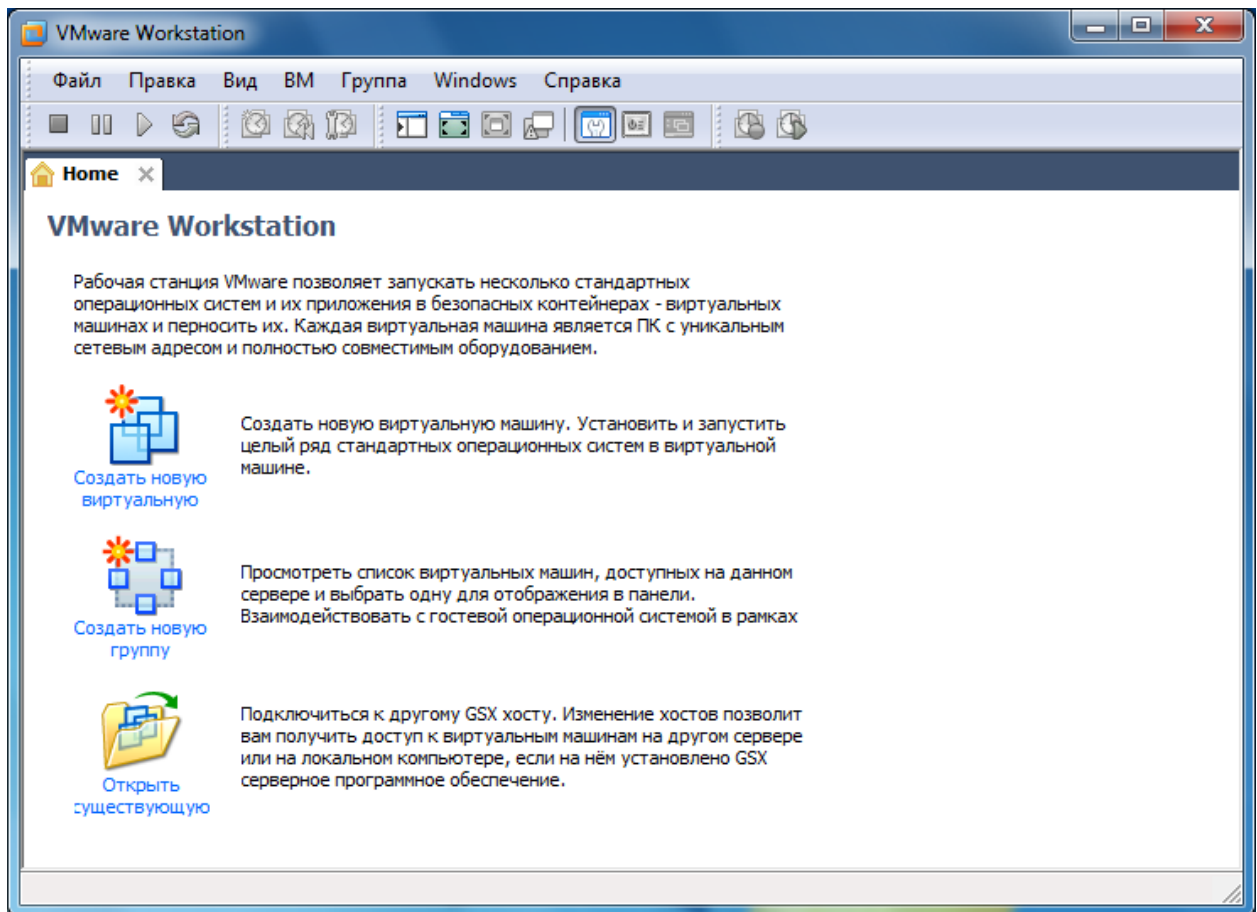 VMware Workstation
Файл Правка Вид ВМ Группа Windows Справка
Home
VMware Workstation
Рабочая станция VMware позволяет запускать несколько стандартных
операционных систем и их приложения в безопасных контейнерах - виртуальных
машинах и перносить их. Каждая виртуальная машина является ПК с уникальным
сетевым адресом и полностью совместимым оборудованием.
Создать новую
виртуальную
Создать новую виртуальную машину. Установить и запустить
целый ряд стандартных операционных систем в виртуальной
машине.
Создать новую
группу
Просмотреть список виртуальных машин, доступных на данном
сервере и выбрать одну для отображения в панели.
Взаимодействовать с гостевой операционной системой в рамках
Открыть
существующую
Подключиться к другому GSX хосту. Изменение хостов позволит
вам получить доступ к виртуальным машинам на другом сервере
или на локальном компьютере, если на нём установлено GSX
серверное программное обеспечение.